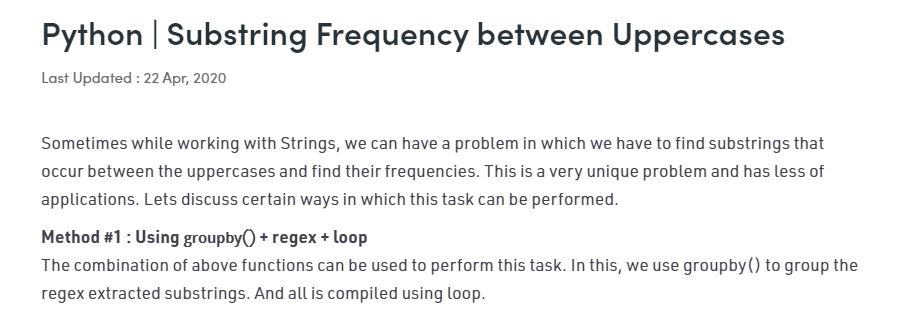 Python | Substring Frequency between Uppercases
Last Updated : 22 Apr, 2020
Sometimes while working with Strings, we can have a problem in which we have to find substrings that
occur between the uppercases and find their frequencies. This is a very unique problem and has less of
applications. Lets discuss certain ways in which this task can be performed.
Method #1 : Using groupby() + regex + loop
The combination of above functions can be used to perform this task. In this, we use groupby() to group the
regex extracted substrings. And all is compiled using loop.